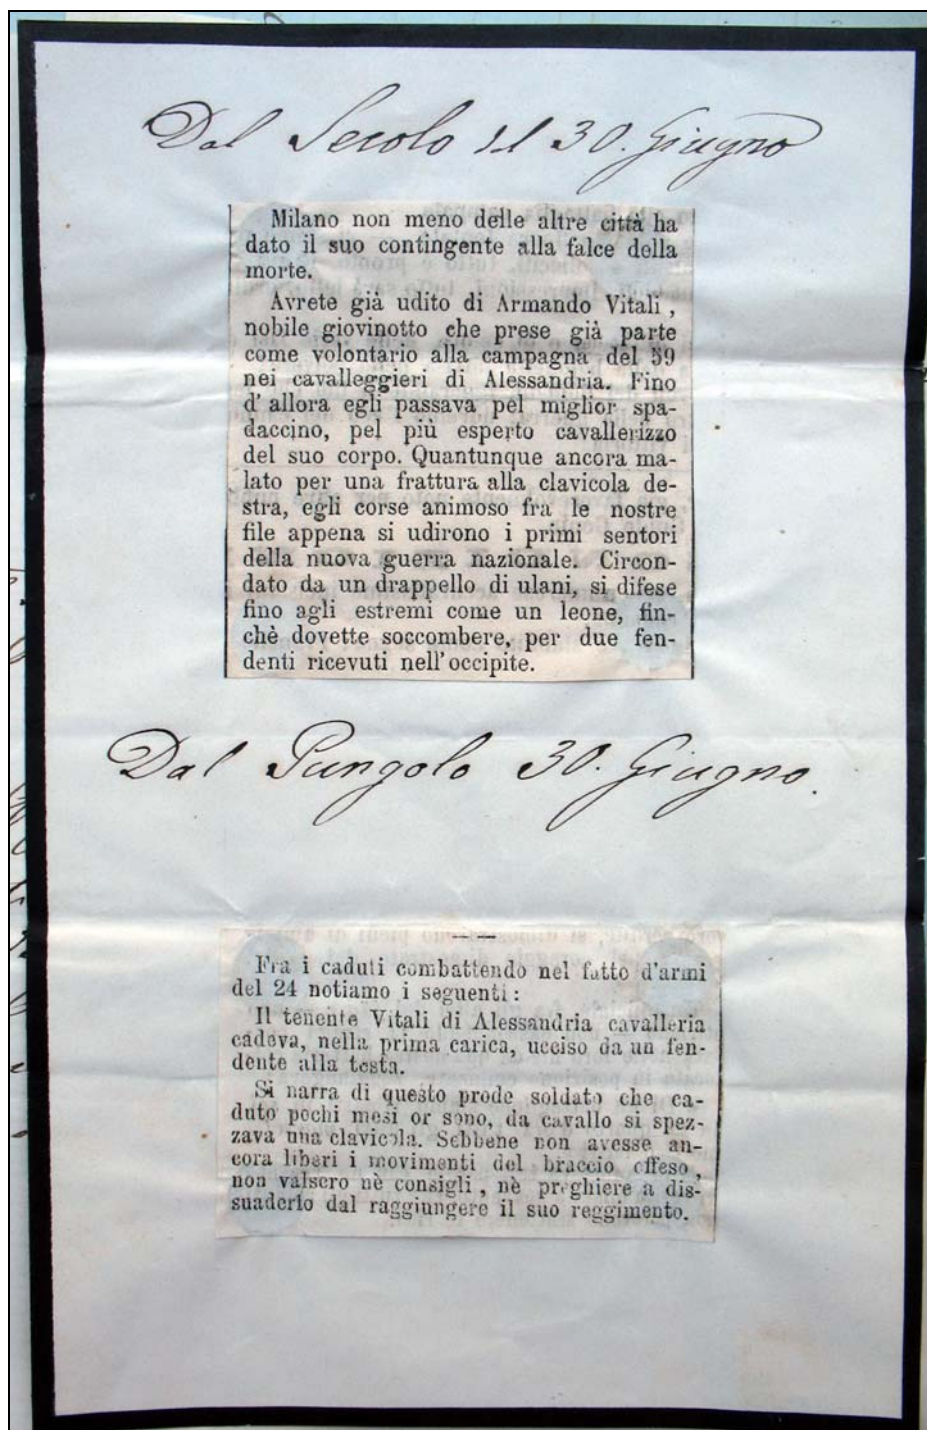 Dal Secolo del 30. Giugno
Milano non meno delle altre città ha
dato il suo contingente alla falce della
morte.
Avrete già udito di Armando Vitali,
nobile giovinotto che prese già parte
come volontario alla campagna del 59
nei cavalleggieri di Alessandria. Fino
d'allora egli passava pel miglior spa-
daccino, pel più esperto cavallerizzo
del suo corpo. Quantunque ancora ma-
lato per una frattura alla clavicola de-
stra, egli corse animoso fra le nostre
file appena si udirono i primi sentori
della nuova guerra nazionale. Circon-
dato da un drappello di ulani, si difese
fino agli estremi come un leone, fin-
chè dovette soccombere, per due fen-
denti ricevuti nell'occipite.
Dal Pungolo 30. Giugno.
Fra i caduti combattendo nel fatto d'armi
del 24 notiamo i seguenti:
Il tenente Vitali di Alessandria cavalleria
cadeva, nella prima carica, ucciso da un fen-
dente alla testa.
Si narra di questo prode soldato che ca-
duto pochi mesi or sono, da cavallo si spez-
zava una clavicola. Sebbene non avesse an-
cora liberi i movimenti del braccio offeso,
non valsero nè consigli, nè preghiere a dis-
suaderlo dal raggiungere il suo reggimento.